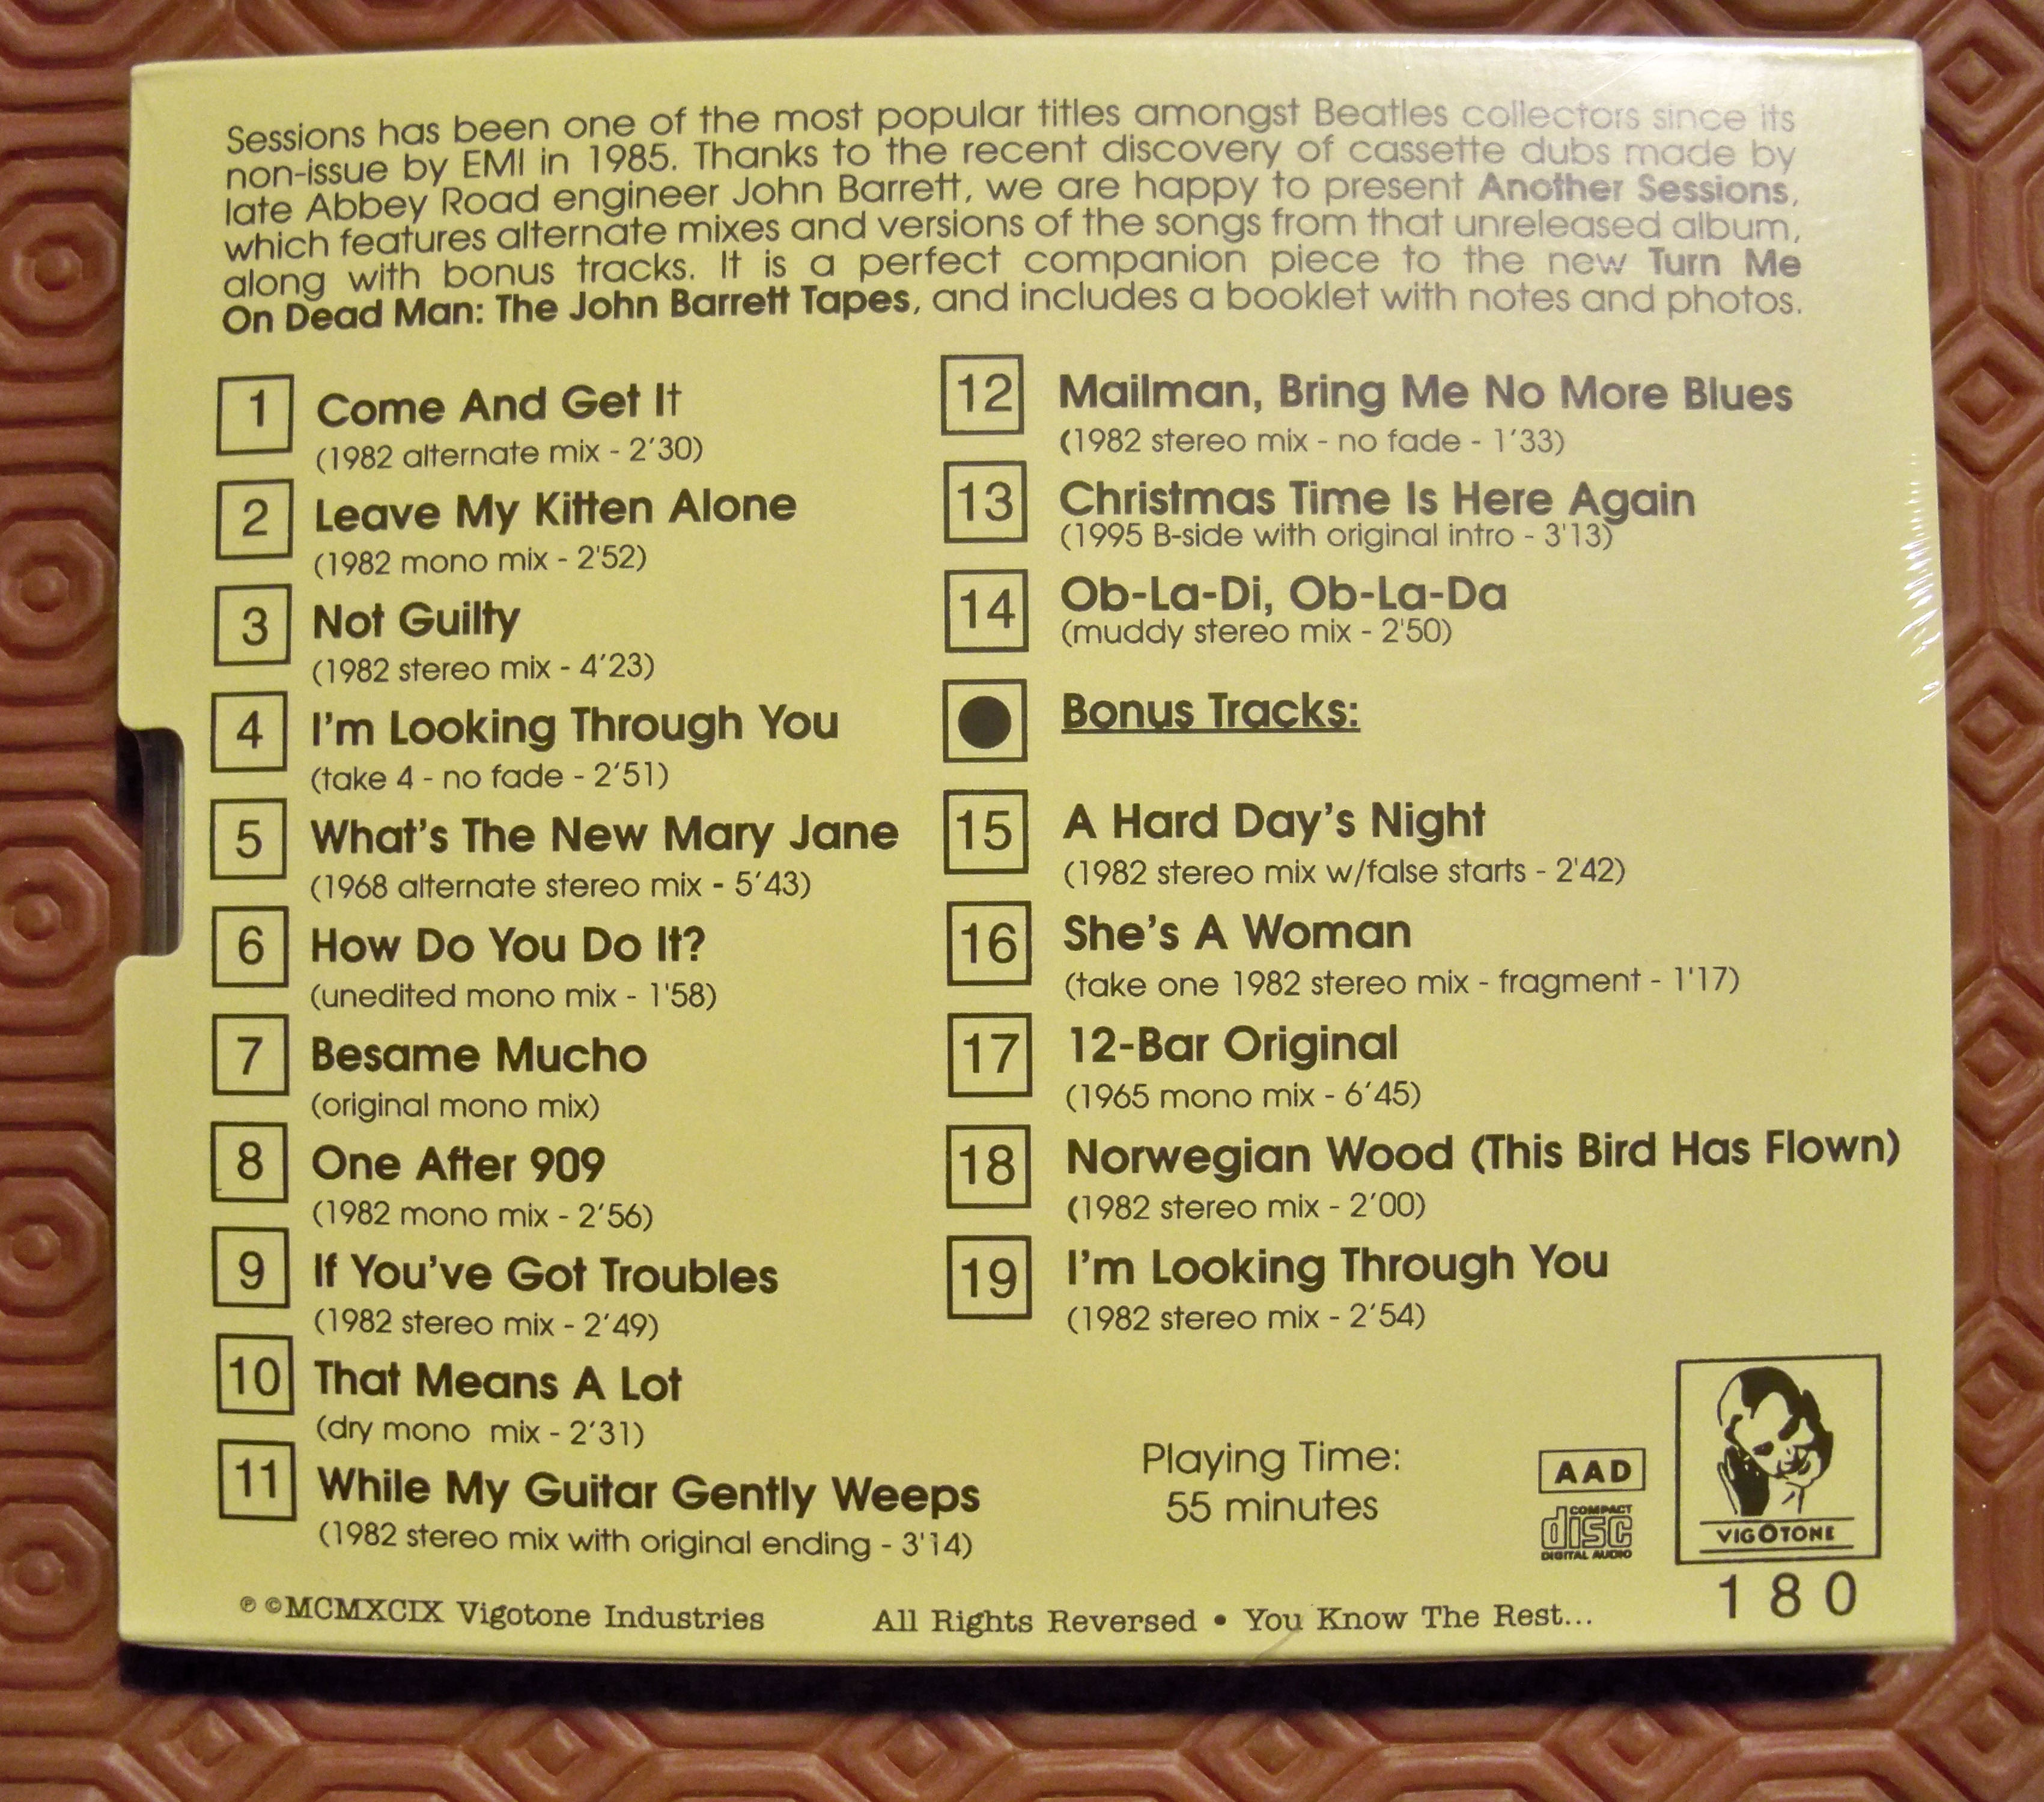 Sessions has been one of the most popular titles amongst Beatles collectors since its
non-issue by EMI in 1985. Thanks to the recent discovery of cassette dubs made by
late Abbey Road engineer John Barrett, we are happy to present Another Sessions,
which features alternate mixes and versions of the songs from that unreleased album,
along with bonus tracks. It is a perfect companion piece to the new Turn Me
On Dead Man: The John Barrett Tapes, and includes a booklet with notes and photos.
1 Come And Get It
(1982 alternate mix - 2'30)
2 Leave My Kitten Alone
(1982 mono mix - 2'52)
3 Not Guilty
(1982 stereo mix - 4'23)
4 I'm Looking Through You
(take 4 - no fade - 2'51)
5 What's The New Mary Jane
(1968 alternate stereo mix - 5'43)
6 How Do You Do It?
(unedited mono mix - 1'58)
7 Besame Mucho
(original mono mix)
8 One After 909
(1982 mono mix - 2'56)
9 If You've Got Troubles
(1982 stereo mix - 2'49)
10 That Means A Lot
(dry mono mix - 2'31)
11 While My Guitar Gently Weeps
(1982 stereo mix with original ending - 3'14)
12 Mailman, Bring Me No More Blues
(1982 stereo mix - no fade - 1'33)
13 Christmas Time Is Here Again
(1995 B-side with original intro - 3'13)
14 Ob-La-Di, Ob-La-Da
(muddy stereo mix - 2'50)
● Bonus Tracks:
15 A Hard Day's Night
(1982 stereo mix w/false starts - 2'42)
16 She's A Woman
(take one 1982 stereo mix - fragment - 1'17)
17 12-Bar Original
(1965 mono mix - 6'45)
18 Norwegian Wood (This Bird Has Flown)
(1982 stereo mix - 2'00)
19 I'm Looking Through You
(1982 stereo mix - 2'54)
Playing Time:
55 minutes
AAD
COMPACT
disc
DIGITAL AUDIO
VIGOTONE
180
℗ ©MCMXCIX Vigotone Industries All Rights Reversed • You Know The Rest...